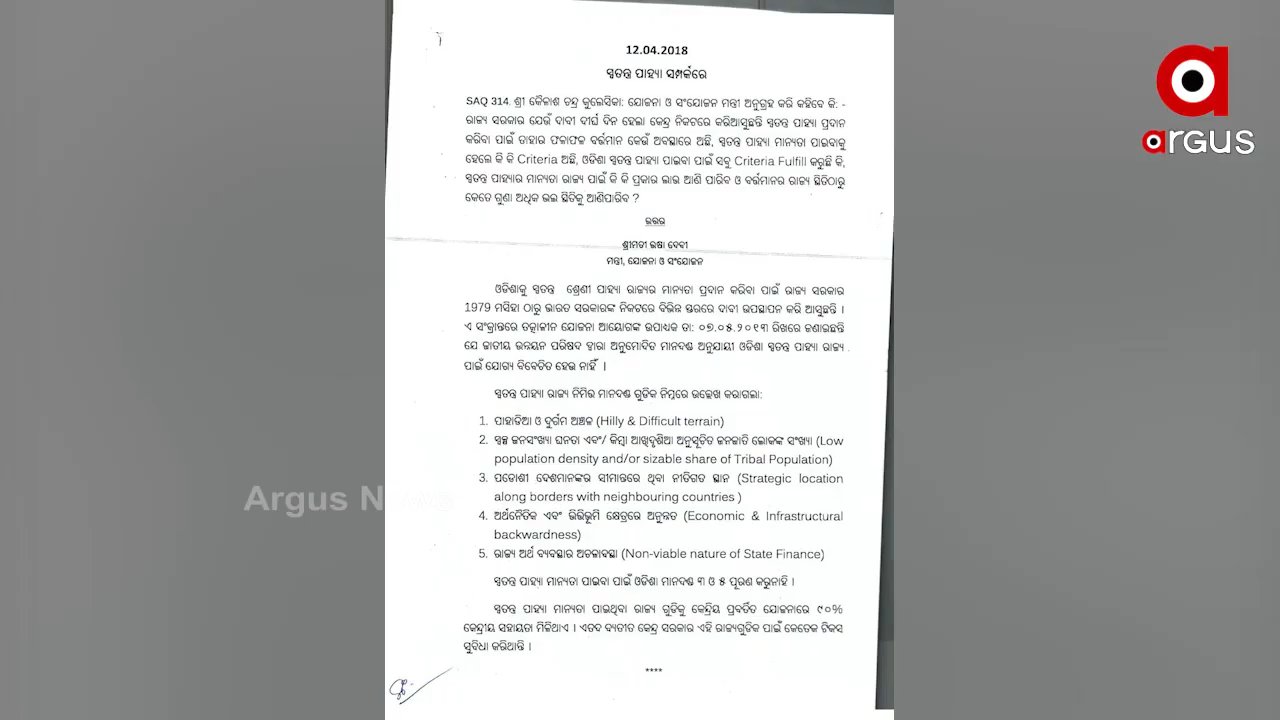 12.04.2018
ସ୍ୱତନ୍ତ୍ର ପାହ୍ୟା ସମ୍ପର୍କରେ
SAQ 314. ଶ୍ରୀ କୈଳାଶ ଚନ୍ଦ୍ର କୁଲେସିକା: ଯୋଜନା ଓ ସଂଯୋଜନ ମନ୍ତ୍ରୀ ଅନୁଗ୍ରହ କରି କହିବେ କି: -
ରାଜ୍ୟ ସରକାର ଯେଉଁ ଦାବୀ ଦୀର୍ଘ ଦିନ ହେଲା କେନ୍ଦ୍ର ନିକଟରେ କରିଆସୁଛନ୍ତି ସ୍ୱତନ୍ତ୍ର ପାହ୍ୟା ପ୍ରଦାନ
କରିବା ପାଇଁ ତାହାର ଫଳାଫଳ ବର୍ତ୍ତମାନ କେଉଁ ଅବସ୍ଥାରେ ଅଛି, ସ୍ୱତନ୍ତ୍ର ପାହ୍ୟା ମାନ୍ୟତା ପାଇବାକୁ
ହେଲେ କି କି Criteria ଅଛି, ଓଡିଶା ସ୍ୱତନ୍ତ୍ର ପାହ୍ୟା ପାଇବା ପାଇଁ ସବୁ Criteria Fulfill କରୁଛି କି,
ସ୍ୱତନ୍ତ୍ର ପାହ୍ୟାର ମାନ୍ୟତା ରାଜ୍ୟ ପାଇଁ କି କି ପ୍ରକାର ଲାଭ ଆଣି ପାରିବ ଓ ବର୍ତ୍ତମାନର ରାଜ୍ୟ ସ୍ଥିତିଠାରୁ
କେତେ ଗୁଣା ଅଧିକ ଭଲ ସ୍ଥିତିକୁ ଆଣିପାରିବ ?
ଉତ୍ତର
ଶ୍ରୀମତୀ ଉଷା ଦେବୀ
ମନ୍ତ୍ରୀ, ଯୋଜନା ଓ ସଂଯୋଜନ
ଓଡିଶାକୁ ସ୍ୱତନ୍ତ୍ର ଶ୍ରେଣୀ ପାହ୍ୟା ରାଜ୍ୟର ମାନ୍ୟତା ପ୍ରଦାନ କରିବା ପାଇଁ ରାଜ୍ୟ ସରକାର
1979 ମସିହା ଠାରୁ ଭାରତ ସରକାରଙ୍କ ନିକଟରେ ବିଭିନ୍ନ ସ୍ତରରେ ଦାବୀ ଉପସ୍ଥାପନ କରି ଆସୁଛନ୍ତି ।
ଏ ସଂକ୍ରାନ୍ତରେ ତତ୍କାଳୀନ ଯୋଜନା ଆୟୋଗଙ୍କ ଉପାଧ୍ୟକ୍ଷ ତା: ୦୭.୦୫.୨୦୧୩ ରିଖରେ ଜଣାଇଛନ୍ତି
ଯେ ଜାତୀୟ ଉନ୍ନୟନ ପରିଷଦ ଦ୍ୱାରା ଅନୁମୋଦିତ ମାନଦଣ୍ଡ ଅନୁଯାୟୀ ଓଡିଶା ସ୍ୱତନ୍ତ୍ର ପାହ୍ୟା ରାଜ୍ୟ
ପାଇଁ ଯୋଗ୍ୟ ବିବେଚିତ ହେଉ ନାହିଁ ।
ସ୍ୱତନ୍ତ୍ର ପାହ୍ୟା ରାଜ୍ୟ ନିମିତ୍ତ ମାନଦଣ୍ଡ ଗୁଡିକ ନିମ୍ନରେ ଉଲ୍ଲେଖ କରାଗଲା:
1. ପାହାଡିଆ ଓ ଦୁର୍ଗମ ଅଞ୍ଚଳ (Hilly & Difficult terrain)
2. ସ୍ୱଳ୍ପ ଜନସଂଖ୍ୟା ଘନତା ଏବଂ/ କିମ୍ବା ଆଖିଦୃଶିଆ ଅନୁସୂଚିତ ଜନଜାତି ଲୋକଙ୍କ ସଂଖ୍ୟା (Low
population density and/or sizable share of Tribal Population)
3. ପଡୋଶୀ ଦେଶମାନଙ୍କର ସୀମାନ୍ତରେ ଥିବା ନୀତିଗତ ସ୍ଥାନ (Strategic location
along borders with neighbouring countries )
4. ଅର୍ଥନୈତିକ ଏବଂ ଭିତ୍ତିଭୂମି କ୍ଷେତ୍ରରେ ଅନୁନ୍ନତ (Economic & Infrastructural
backwardness)
5. ରାଜ୍ୟ ଅର୍ଥ ବ୍ୟବସ୍ଥାର ଅଚଳାବସ୍ଥା (Non-viable nature of State Finance)
ସ୍ୱତନ୍ତ୍ର ପାହ୍ୟା ମାନ୍ୟତା ପାଇବା ପାଇଁ ଓଡିଶା ମାନଦଣ୍ଡ ୩ ଓ ୫ ପୂରଣ କରୁନାହି ।
ସ୍ୱତନ୍ତ୍ର ପାହ୍ୟା ମାନ୍ୟତା ପାଇଥିବା ରାଜ୍ୟ ଗୁଡିକୁ କେନ୍ଦ୍ରିୟ ପ୍ରବର୍ତିତ ଯୋଜନାରେ ୯୦%
କେନ୍ଦ୍ରୀୟ ସହାୟତା ମିଳିଥାଏ । ଏତଦ ବ୍ୟତୀତ କେନ୍ଦ୍ର ସରକାର ଏହି ରାଜ୍ୟଗୁଡିକ ପାଇଁ କେତେକ ଟିକସ
ସୁବିଧା କରିଥାନ୍ତି ।
****
argus
Argus News